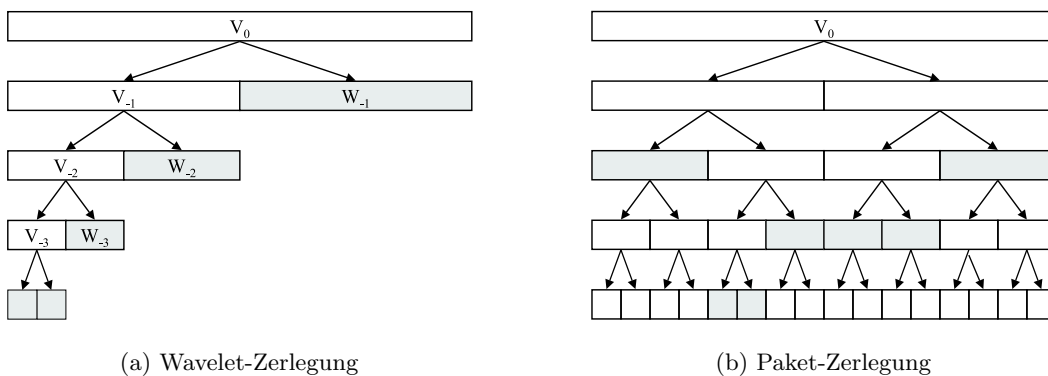 V₀
V₀
V₋₁ W₋₁
V₋₂ W₋₂
V₋₃ W₋₃
(a) Wavelet-Zerlegung
(b) Paket-Zerlegung